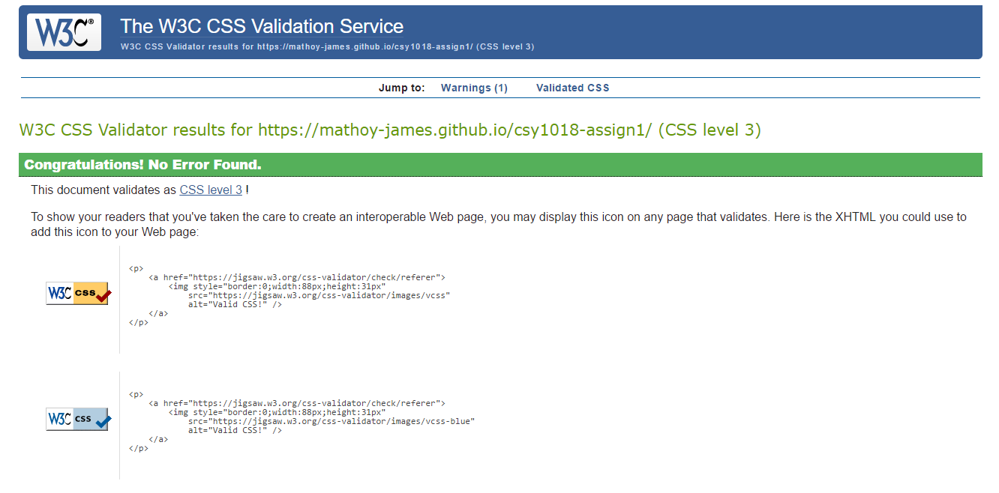 W3C®
The W3C CSS Validation Service
W3C CSS Validator results for https://mathoy-james.github.io/csy1018-assign1/ (CSS level 3)
Jump to: Warnings (1) Validated CSS
W3C CSS Validator results for https://mathoy-james.github.io/csy1018-assign1/ (CSS level 3)
Congratulations! No Error Found.
This document validates as CSS level 3 !
To show your readers that you've taken the care to create an interoperable Web page, you may display this icon on any page that validates. Here is the XHTML you could use to
add this icon to your Web page:
W3C css
<p>
    <a href="https://jigsaw.w3.org/css-validator/check/referer">
        <img style="border:0;width:88px;height:31px"
            src="https://jigsaw.w3.org/css-validator/images/vcss"
            alt="Valid CSS!" />
    </a>
</p>
W3C css
<p>
    <a href="https://jigsaw.w3.org/css-validator/check/referer">
        <img style="border:0;width:88px;height:31px"
            src="https://jigsaw.w3.org/css-validator/images/vcss-blue"
            alt="Valid CSS!" />
    </a>
</p>